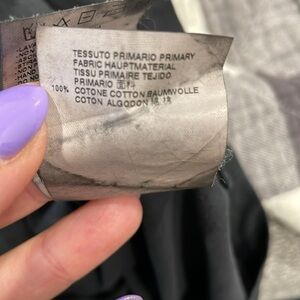 TESSUTO PRIMARIO PRIMARY
FABRIC HAUPTMATERIAL
TISSU PRIMAIRE TEJIDO
PRIMARIO
100% COTONE COTTON BAUMWOLLE
COTON ALGODON